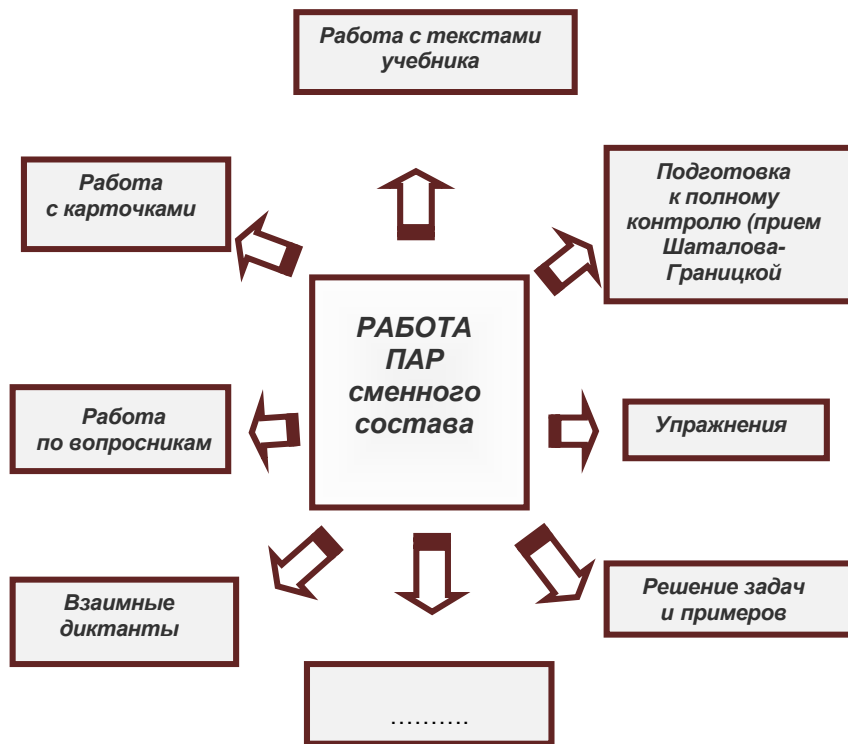 Работа с текстами
учебника
Работа
с карточками
Подготовка
к полному
контролю (прием
Шаталова-
Границкой
РАБОТА
ПАР
сменного
состава
Работа
по вопросникам
Упражнения
Взаимные
диктанты
Решение задач
и примеров
..........